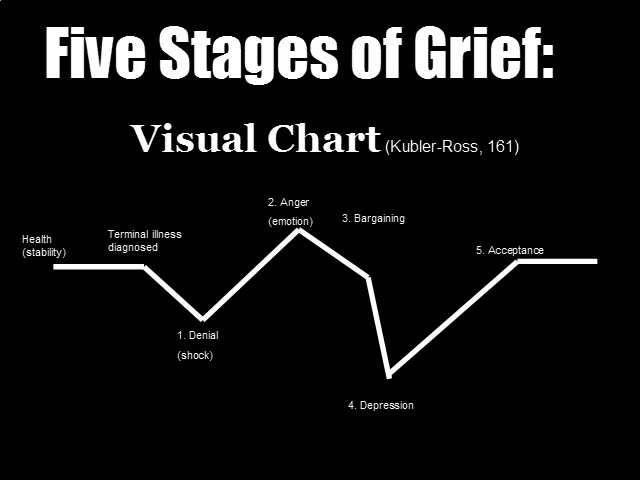 Five Stages of Grief:
Visual Chart (Kubler-Ross, 161)
Health
(stability)
Terminal illness
diagnosed
1. Denial
(shock)
2. Anger
(emotion)
3. Bargaining
4. Depression
5. Acceptance